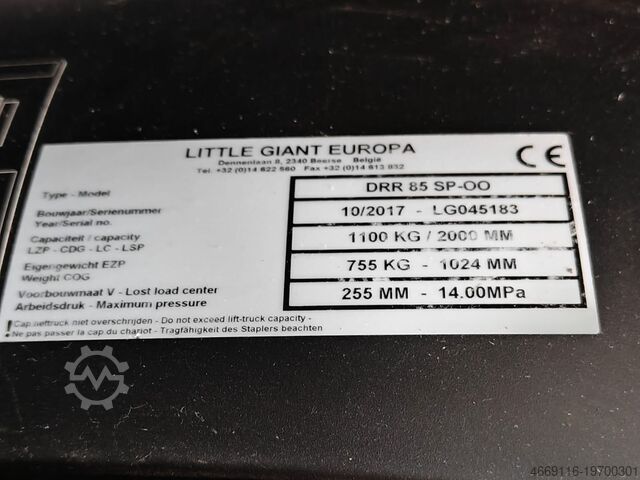 LITTLE GIANT EUROPA
Dennenlaan 8, 2340 Beerse België
Tel. +32 (0)14 622 560 Fax +32 (0)14 613 832
Type - Model DRR 85 SP-OO
Bouwjaar/Serienummer
Year/Serial no. 10/2017 - LG045183
Capaciteit / capacity
LZP - CDG - LC - LSP 1100 KG / 2000 MM
Eigengewicht EZP
Weight COG 755 KG - 1024 MM
Voorbouwmaat V - Lost load center 255 MM - 14.00MPa
Arbeidsdruk - Maximum pressure
! Cap.heftruck niet overschrijden - Do not exceed lift-truck capacity -
Ne pas passer la cap du chariot - Tragfähigkeit des Staplers beachten
CE
4669116-19700301